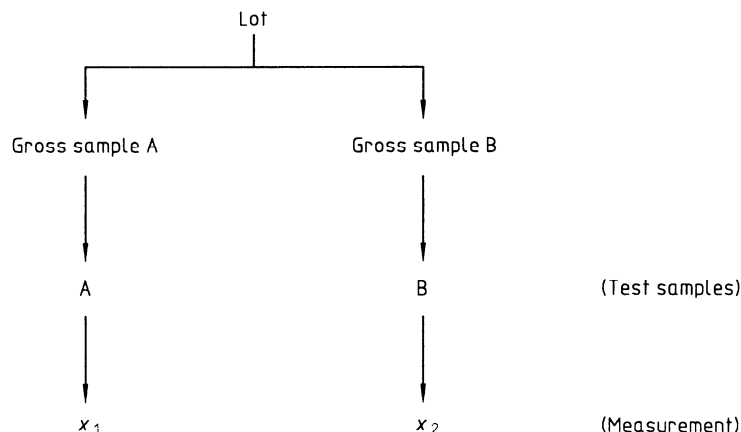 Lot
Gross sample A Gross sample B
A B (Test samples)
x₁ x₂ (Measurement)